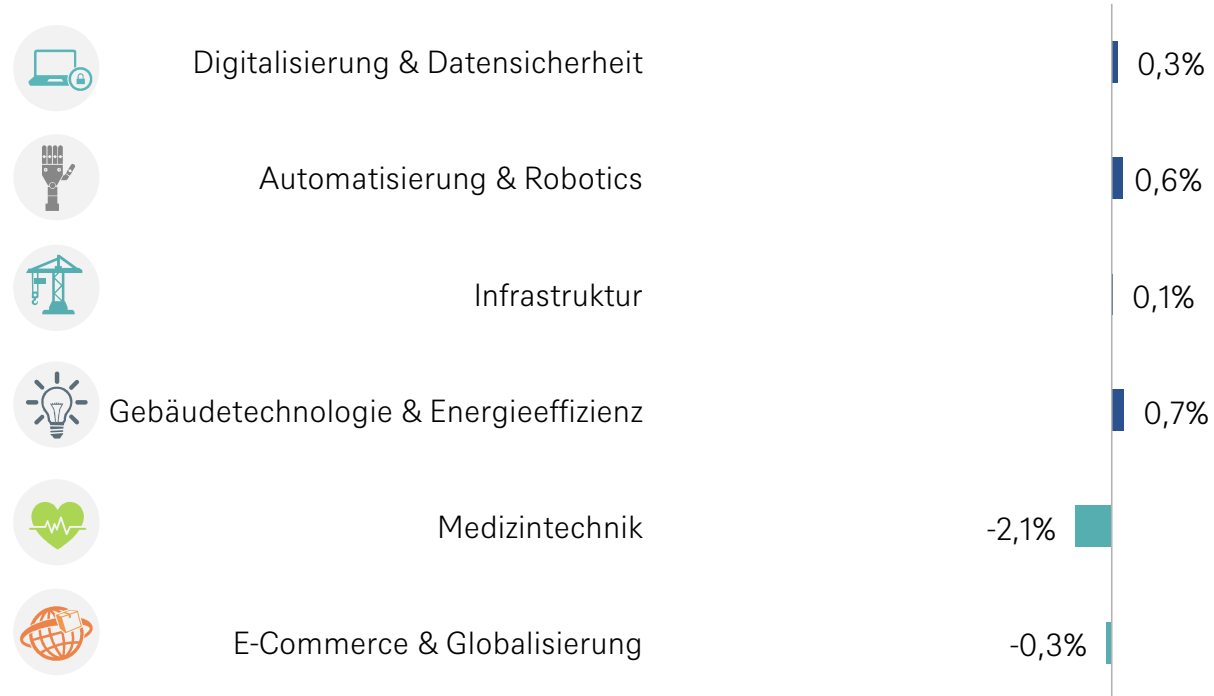 Digitalisierung & Datensicherheit 0,3%
Automatisierung & Robotics 0,6%
Infrastruktur 0,1%
Gebäudetechnologie & Energieeffizienz 0,7%
Medizintechnik -2,1%
E-Commerce & Globalisierung -0,3%